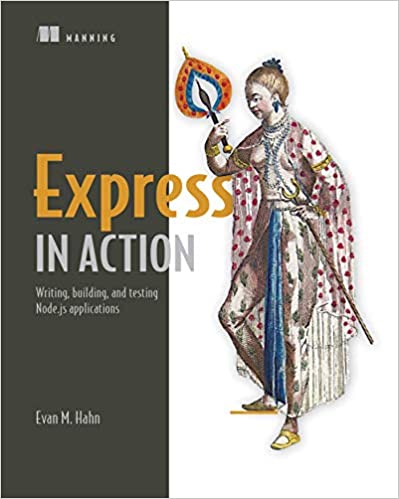 MANNING
Express
IN ACTION
Writing, building, and testing
Node.js applications
Evan M. Hahn